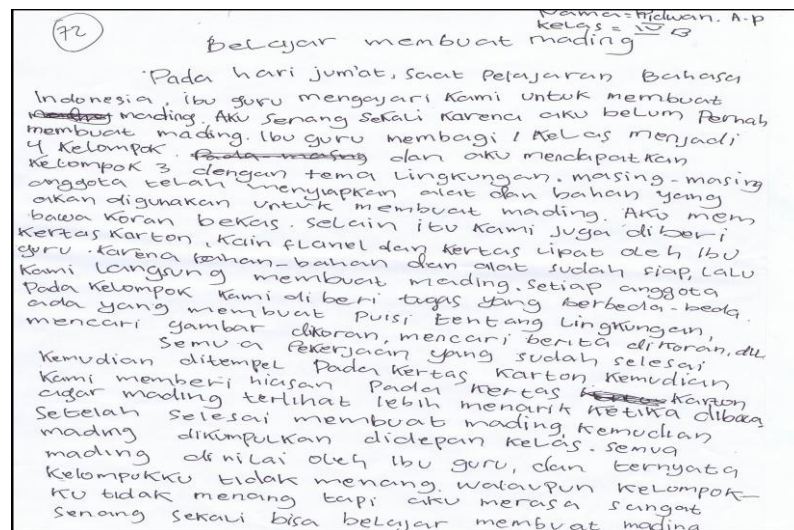 72
Nama = Ridwan. A.p
Kelas = IV B
Belajar membuat mading
Pada hari jum'at, saat pelajaran Bahasa
Indonesia, ibu guru mengajari kami untuk membuat
mading. Aku senang sekali karena aku belum Pernah
membuat mading. Ibu guru membagi 1 kelas menjadi
4 kelompok. Pada masing dan aku mendapatkan
kelompok 3 dengan tema Lingkungan. masing-masing
anggota telah menyiapkan alat dan bahan yang
akan digunakan untuk membuat mading. Aku mem
bawa koran bekas. selain itu kami juga diberi
kertas karton, kain flanel dan kertas lipat oleh Ibu
guru. karena bahan-bahan dan alat sudah siap, lalu
kami langsung membuat mading. setiap anggota
pada kelompok kami diberi tugas yang berbeda-beda.
ada yang membuat puisi tentang lingkungan,
mencari gambar dikoran, mencari berita dikoran, dll
Semua Pekerjaan yang sudah selesai
kemudian ditempel pada kertas karton kemudian
kami memberi hiasan pada kertas karton
agar mading terlihat lebih menarik ketika dibaca,
Setelah selesai membuat mading, kemudian
mading dikumpulkan didepan kelas. semua
mading dinilai oleh Ibu guru, dan ternyata
kelompokku tidak menang. walaupun kelompok-
ku tidak menang tapi aku merasa sangat
senang sekali bisa belajar membuat mading